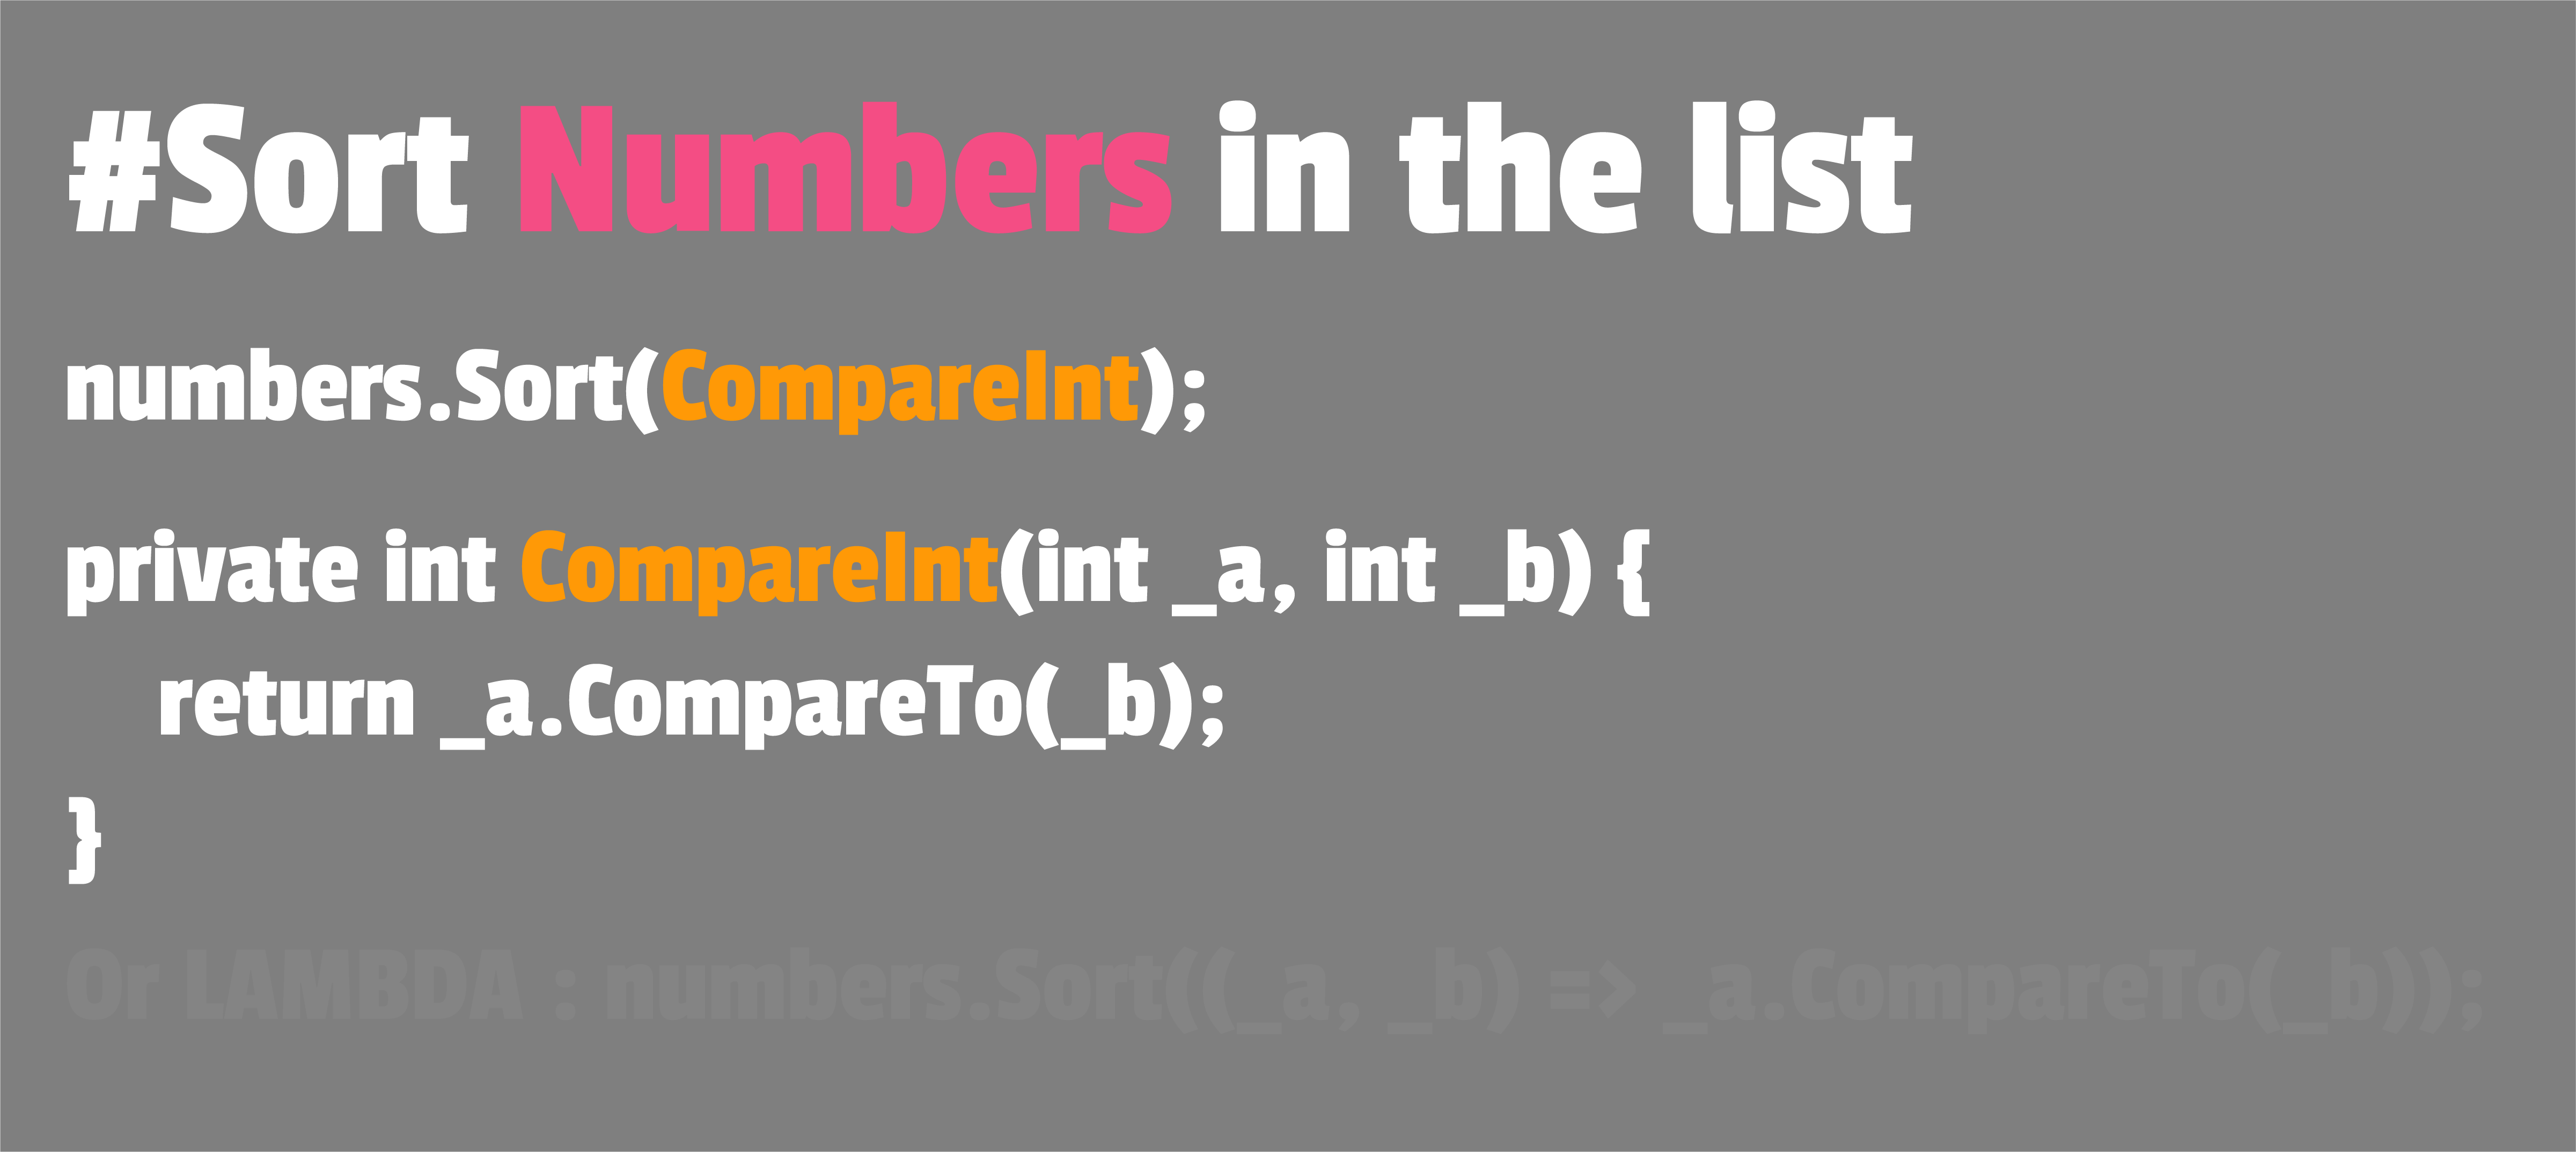 #Sort Numbers in the list
numbers.Sort(CompareInt);
private int CompareInt(int _a, int _b) {
return _a.CompareTo(_b);
}
Or LAMBDA : numbers.Sort((_a, _b) => _a.CompareTo(_b));